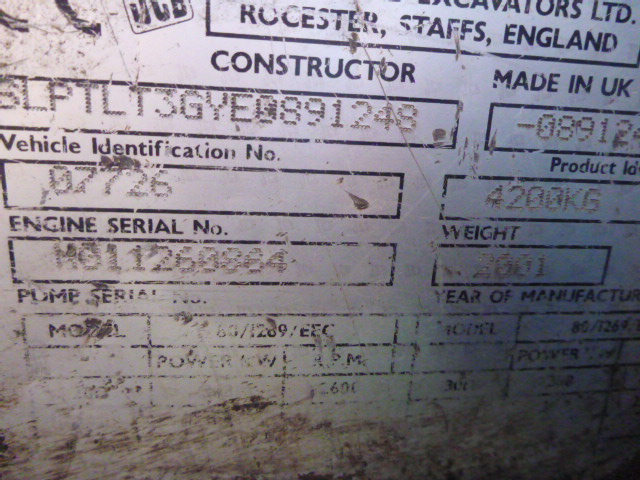 JCB EXCAVATORS LTD.
ROCESTER, STAFFS, ENGLAND
CONSTRUCTOR MADE IN UK
SLPTLT3GYE0891248 -08912
Vehicle Identification No. Product Id
07726 4200KG
ENGINE SERIAL No. WEIGHT
M011260864 2001
PUMP SERIAL No. YEAR OF MANUFACTUR
MODEL 80/1269/EEC MODEL 80/1269/
POWER KW R.P.M. POWER
2600 300